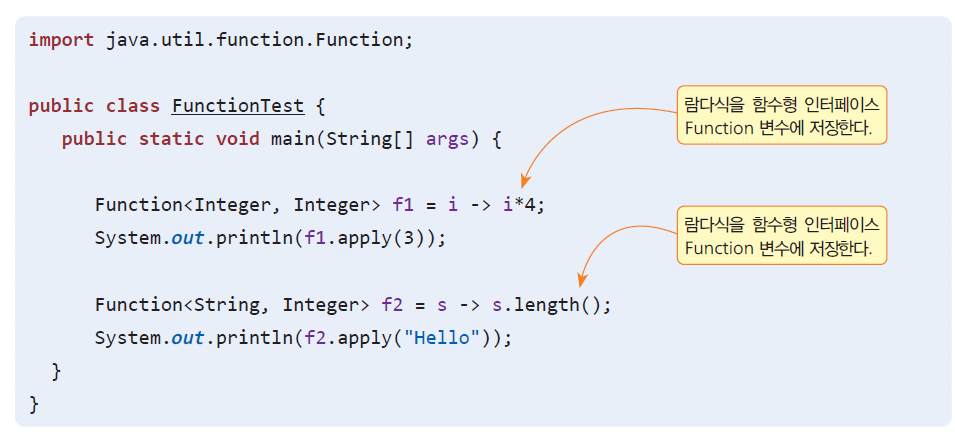 import java.util.function.Function;
public class FunctionTest {
public static void main(String[] args) {
람다식을 함수형 인터페이스
Function 변수에 저장한다.
Function<Integer, Integer> f1 = i -> i*4;
System.out.println(f1.apply(3));
람다식을 함수형 인터페이스
Function 변수에 저장한다.
Function<String, Integer> f2 = s -> s.length();
System.out.println(f2.apply("Hello"));
}
}